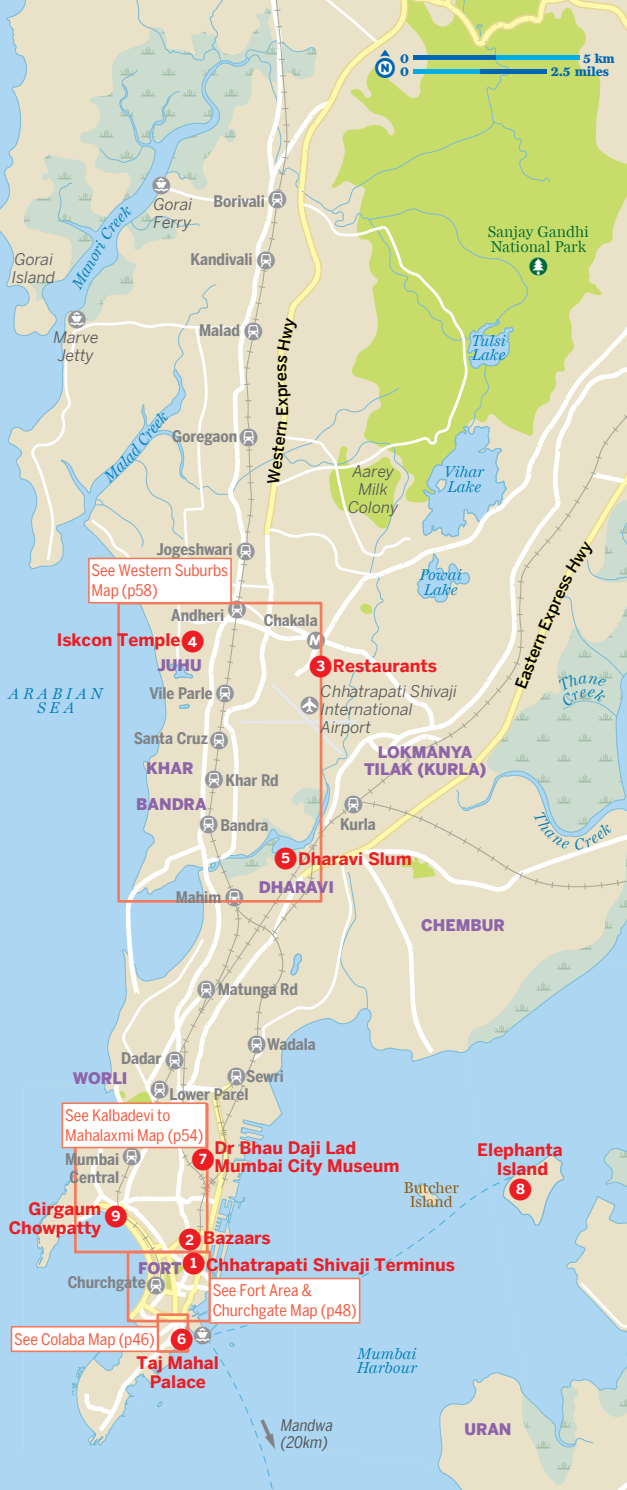 0 5 km
N
0 2.5 miles
Gorai
Ferry
Borivali
Manori Creek
Sanjay Gandhi
National Park
Gorai
Island
Kandivali
Marve
Jetty
Malad
Western Express Hwy
Tulsi
Lake
Malad Creek
Goregaon
Aarey
Milk
Colony
Vihar
Lake
Jogeshwari
Eastern Express Hwy
See Western Suburbs
Map (p58)
Powai
Lake
Andheri
Chakala
M
Iskcon Temple 4
JUHU
3 Restaurants
ARABIAN
SEA
Vile Parle
Chhatrapati Shivaji
International
Airport
Thane
Creek
Santa Cruz
LOKMANYA
TILAK (KURLA)
KHAR
Khar Rd
BANDRA
Bandra
Kurla
Thane Creek
5 Dharavi Slum
DHARAVI
Mahim
CHEMBUR
Matunga Rd
Wadala
Dadar
WORLI
Sewri
Lower Parel
See Kalbadevi to
Mahalaxmi Map (p54)
Mumbai
Central
7 Dr Bhau Daji Lad
Mumbai City Museum
Elephanta
Island
8
Butcher
Island
Girgaum
Chowpatty
9
2 Bazaars
FORT
1 Chhatrapati Shivaji Terminus
Churchgate
See Fort Area &
Churchgate Map (p48)
See Colaba Map (p46)
6
Taj Mahal
Palace
Mumbai
Harbour
Mandwa
(20km)
URAN